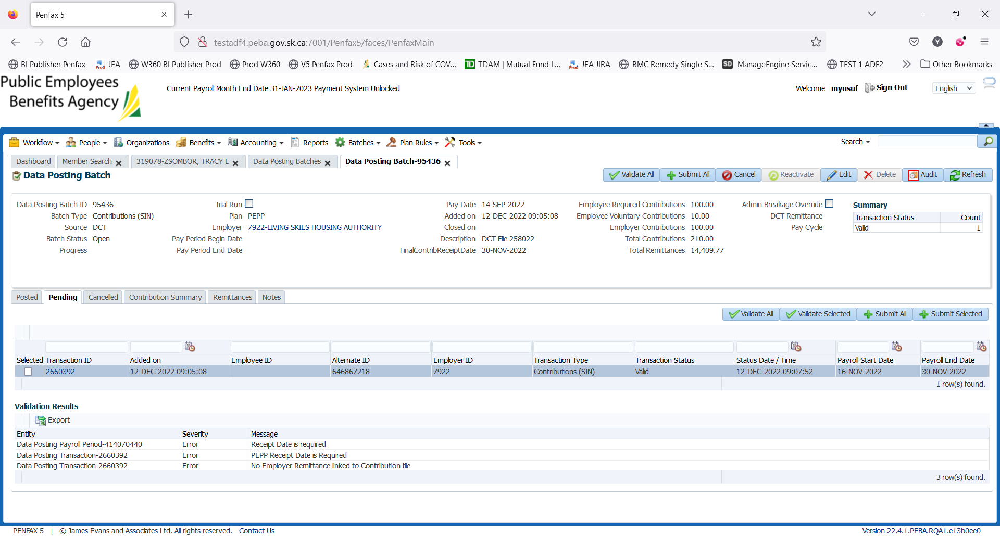 Penfax 5
testadf4.peba.gov.sk.ca:7001/Penfax5/faces/PenfaxMain
BI Publisher Penfax JEA W360 BI Publisher Prod Prod W360 V5 Penfax Prod Cases and Risk of COV... TDAM | Mutual Fund L... JEA JIRA BMC Remedy Single S... ManageEngine Servic... TEST 1 ADF2 Other Bookmarks
Public Employees
Benefits Agency
Current Payroll Month End Date 31-JAN-2023 Payment System Unlocked
Welcome myusuf Sign Out English
Workflow People Organizations Benefits Accounting Reports Batches Plan Rules Tools Search
Dashboard Member Search 319078-ZSOMBOR, TRACY L Data Posting Batches Data Posting Batch-95436
Data Posting Batch
Validate All Submit All Cancel Reactivate Edit Delete Audit Refresh
Data Posting Batch ID 95436 Trial Run Pay Date 14-SEP-2022 Employee Required Contributions 100.00 Admin Breakage Override Summary
Batch Type Contributions (SIN) Plan PEPP Added on 12-DEC-2022 09:05:08 Employee Voluntary Contributions 10.00 DCT Remittance Transaction Status Count
Source DCT Employer 7922-LIVING SKIES HOUSING AUTHORITY Closed on Employer Contributions 100.00 Pay Cycle Valid 1
Batch Status Open Pay Period Begin Date Description DCT File 258022 Total Contributions 210.00
Progress Pay Period End Date FinalContribReceiptDate 30-NOV-2022 Total Remittances 14,409.77
Posted Pending Cancelled Contribution Summary Remittances Notes
Validate All Validate Selected Submit All Submit Selected
Selected Transaction ID Added on Employee ID Alternate ID Employer ID Transaction Type Transaction Status Status Date / Time Payroll Start Date Payroll End Date
2660392 12-DEC-2022 09:05:08 646867218 7922 Contributions (SIN) Valid 12-DEC-2022 09:07:52 16-NOV-2022 30-NOV-2022
1 row(s) found.
Validation Results
Export
Entity Severity Message
Data Posting Payroll Period-414070440 Error Receipt Date is required
Data Posting Transaction-2660392 Error PEPP Receipt Date is Required
Data Posting Transaction-2660392 Error No Employer Remittance linked to Contribution file
3 row(s) found.
PENFAX 5 | © James Evans and Associates Ltd. All rights reserved. Contact Us Version 22.4.1.PEBA.RQA1.e13b0ee0